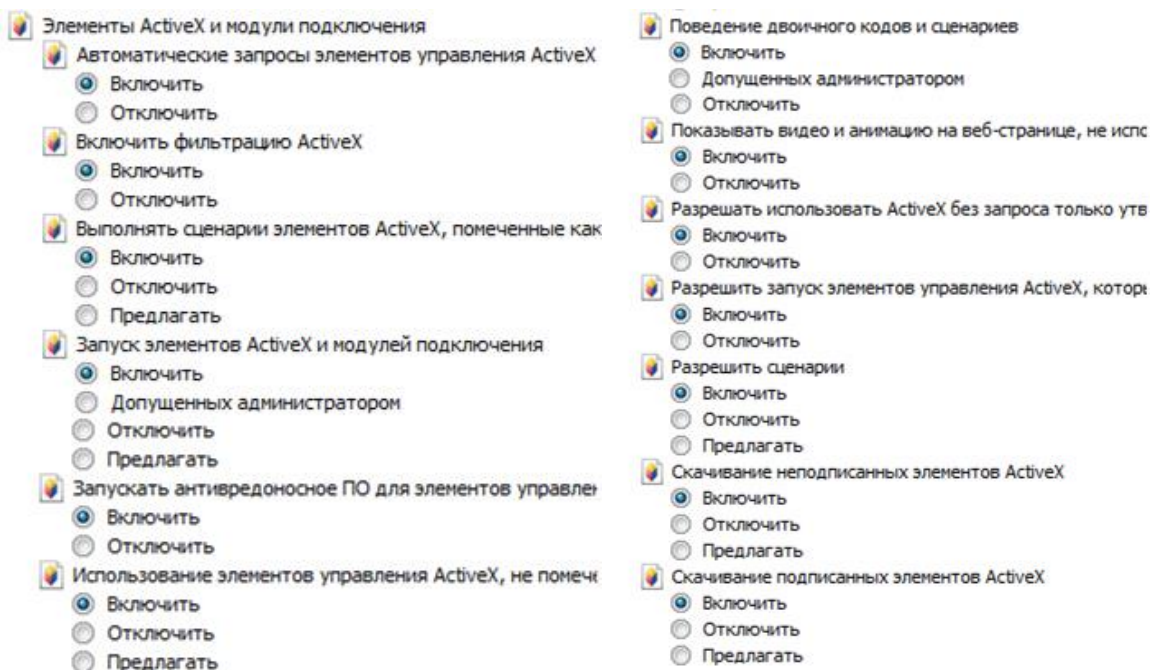 Элементы ActiveX и модули подключения
Автоматические запросы элементов управления ActiveX
Включить
Отключить
Включить фильтрацию ActiveX
Включить
Отключить
Выполнять сценарии элементов ActiveX, помеченные как
Включить
Отключить
Предлагать
Запуск элементов ActiveX и модулей подключения
Включить
Допущенных администратором
Отключить
Предлагать
Запускать антивредоносное ПО для элементов управлен
Включить
Отключить
Использование элементов управления ActiveX, не помече
Включить
Отключить
Предлагать
Поведение двоичного кодов и сценариев
Включить
Допущенных администратором
Отключить
Показывать видео и анимацию на веб-странице, не испо
Включить
Отключить
Разрешать использовать ActiveX без запроса только утв
Включить
Отключить
Разрешить запуск элементов управления ActiveX, которы
Включить
Отключить
Разрешить сценарии
Включить
Отключить
Предлагать
Скачивание неподписанных элементов ActiveX
Включить
Отключить
Предлагать
Скачивание подписанных элементов ActiveX
Включить
Отключить
Предлагать